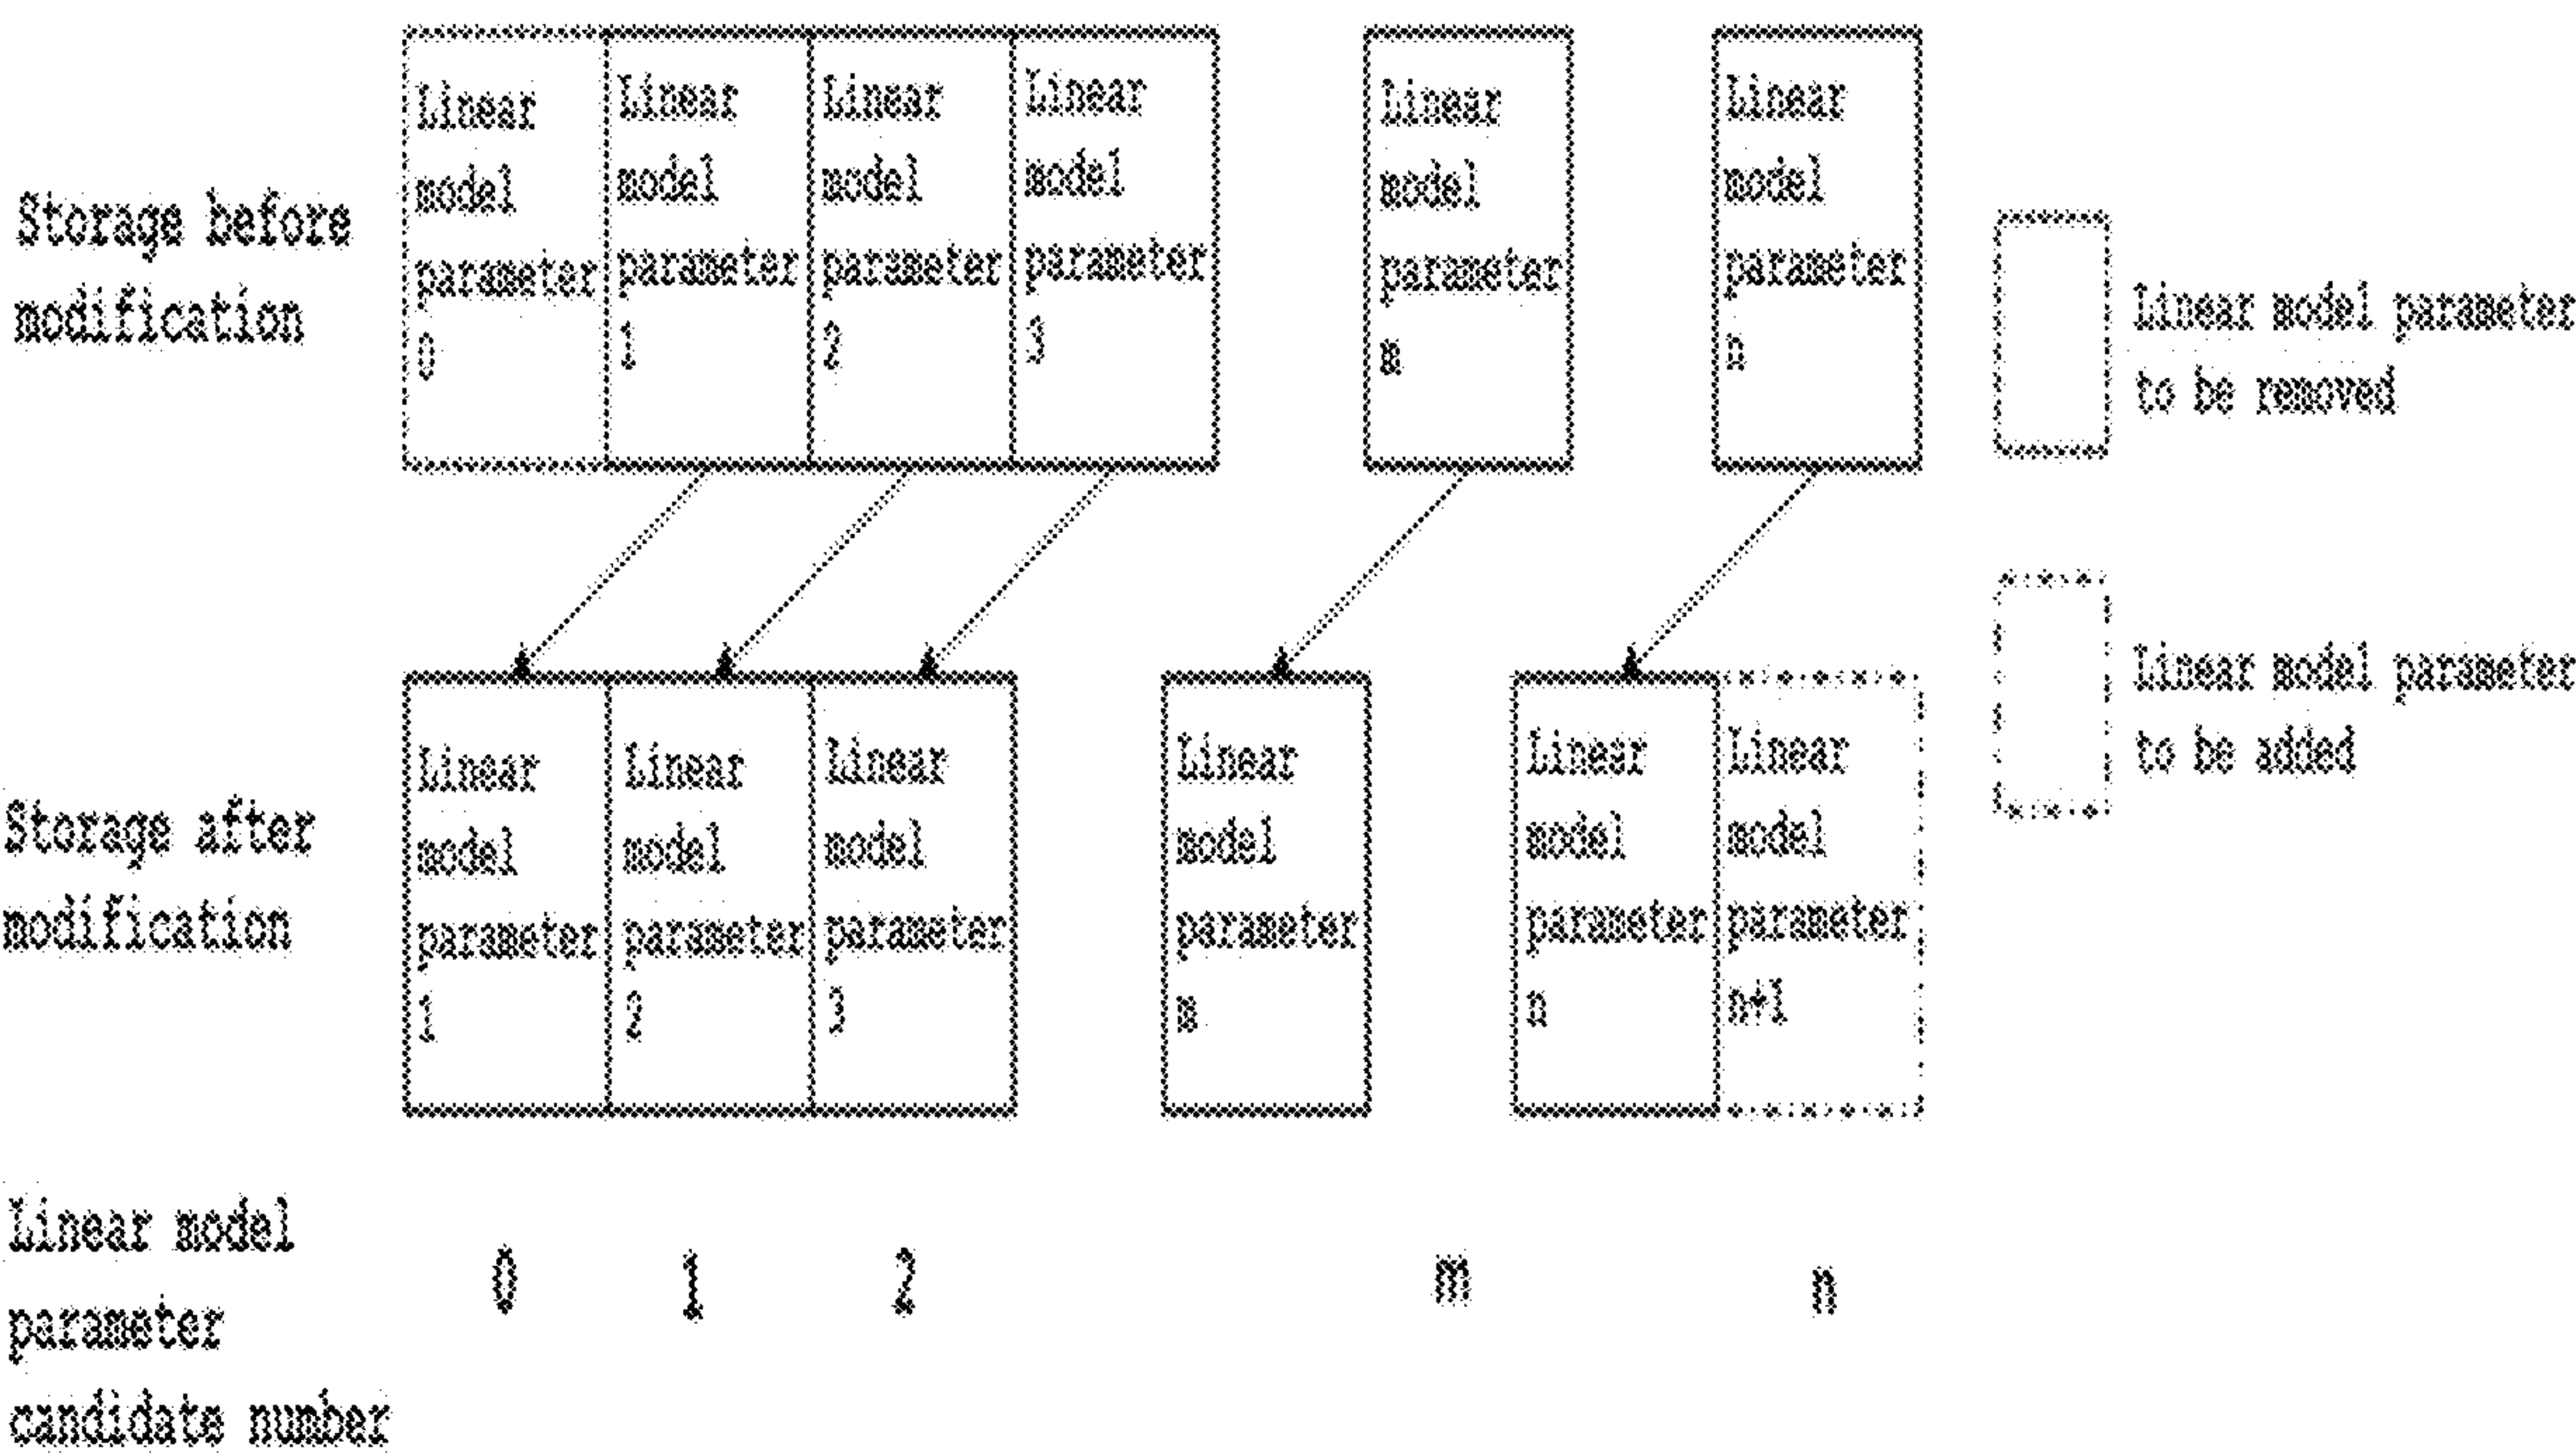 Storage before
modification
Linear
model
parameter
0
Linear
model
parameter
1
Linear
model
parameter
2
Linear
model
parameter
3
Linear
model
parameter
m
Linear
model
parameter
n
Linear model parameter
to be removed
Linear model parameter
to be added
Storage after
modification
Linear
model
parameter
1
Linear
model
parameter
2
Linear
model
parameter
3
Linear
model
parameter
m
Linear
model
parameter
n
Linear
model
parameter
n+1
Linear model
parameter
candidate number
0
1
2
m
n